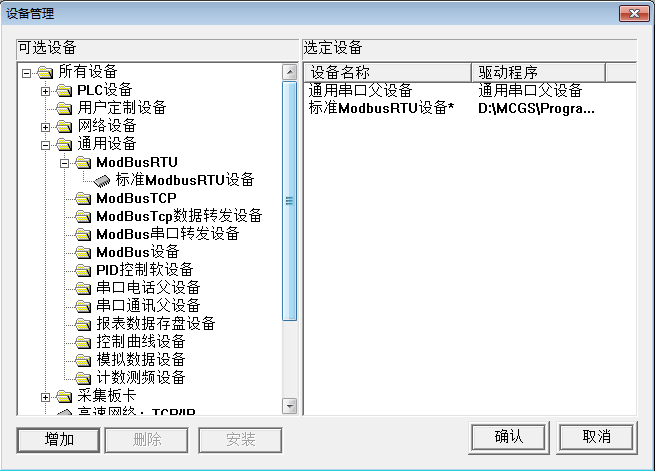 设备管理
可选设备
所有设备
PLC设备
用户定制设备
网络设备
通用设备
ModBusRTU
标准ModbusRTU设备
ModBusTCP
ModBusTcp数据转发设备
ModBus串口转发设备
ModBus设备
PID控制软设备
串口电话父设备
串口通讯父设备
报表数据存盘设备
控制曲线设备
模拟数据设备
计数测频设备
采集板卡
高速网络：TCP/IP
选定设备
设备名称 驱动程序
通用串口父设备 通用串口父设备
标准ModbusRTU设备* D:\MCGS\Progra...
增加 删除 安装 确认 取消